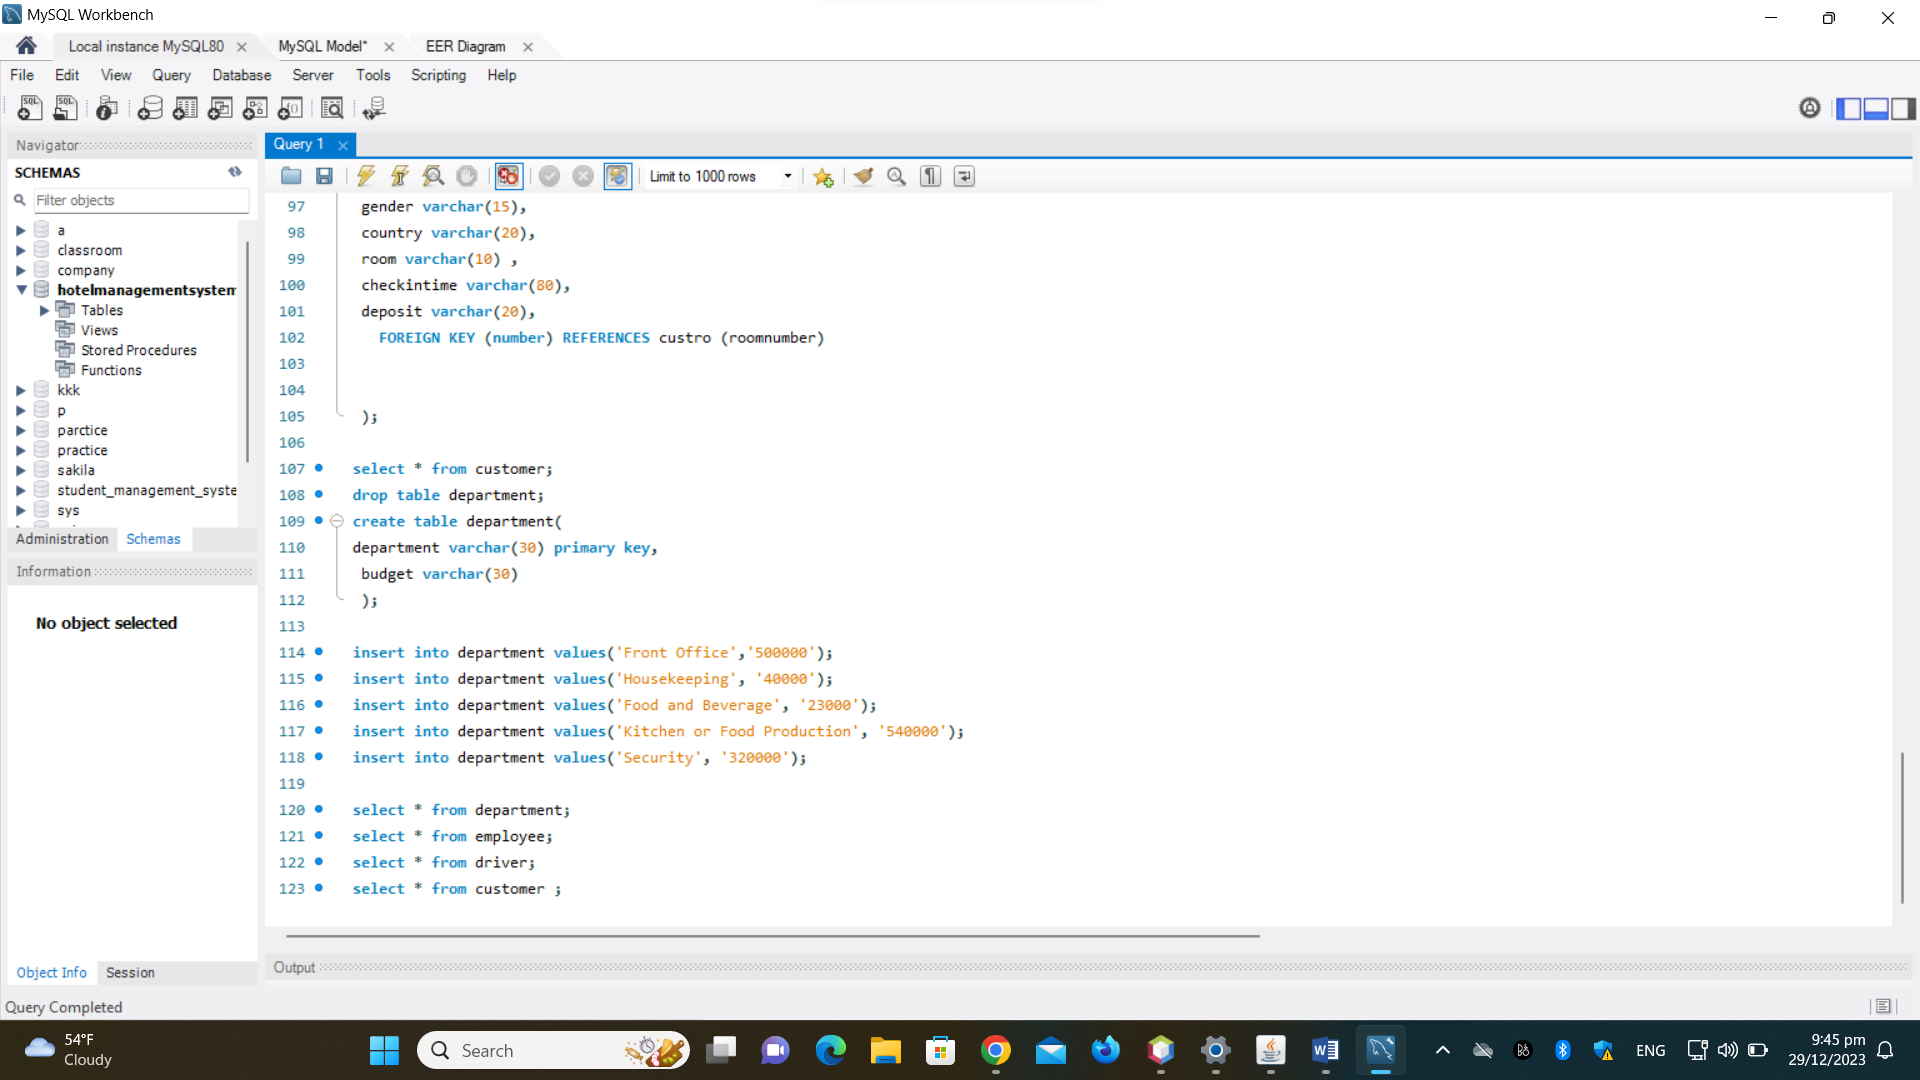 MySQL Workbench
Local instance MySQL80
MySQL Model*
EER Diagram
File Edit View Query Database Server Tools Scripting Help
Navigator
SCHEMAS
Filter objects
a
classroom
company
hotelmanagementsystem
Tables
Views
Stored Procedures
Functions
kkk
p
parctice
practice
sakila
student_management_syste
sys
Administration Schemas
Information
No object selected
Object Info Session
Query 1
Limit to 1000 rows
97 gender varchar(15),
98 country varchar(20),
99 room varchar(10) ,
100 checkintime varchar(80),
101 deposit varchar(20),
102 FOREIGN KEY (number) REFERENCES custro (roomnumber)
103
104
105 );
106
107 select * from customer;
108 drop table department;
109 create table department(
110 department varchar(30) primary key,
111 budget varchar(30)
112 );
113
114 insert into department values('Front Office','500000');
115 insert into department values('Housekeeping', '40000');
116 insert into department values('Food and Beverage', '23000');
117 insert into department values('Kitchen or Food Production', '540000');
118 insert into department values('Security', '320000');
119
120 select * from department;
121 select * from employee;
122 select * from driver;
123 select * from customer ;
Output
Query Completed
54°F
Cloudy
Search
ENG
9:45 pm
29/12/2023